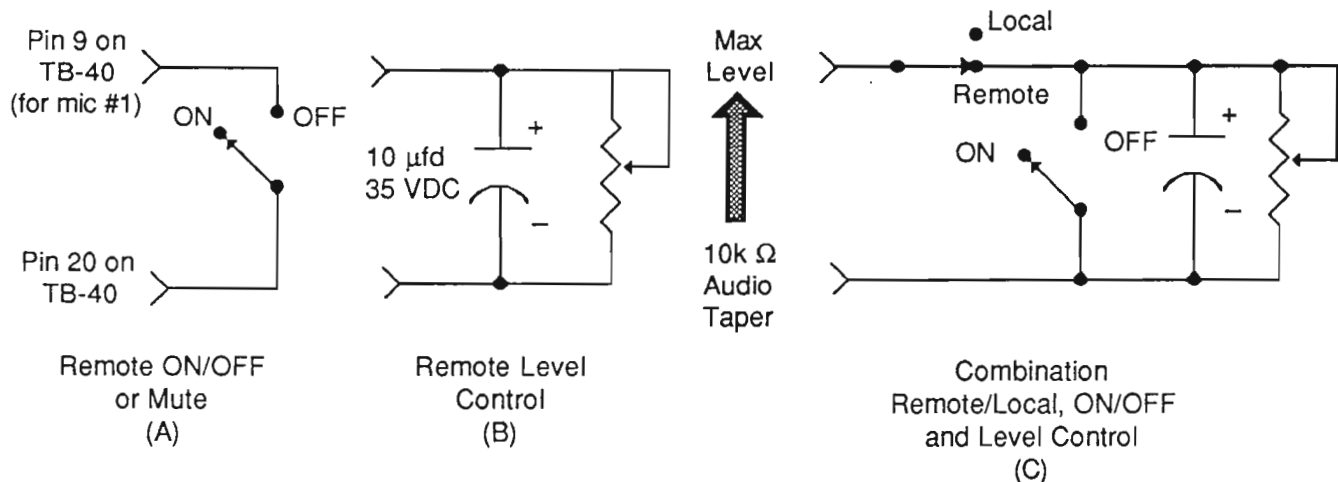 Pin 9 on
TB-40
(for mic #1)
ON
OFF
Pin 20 on
TB-40
Remote ON/OFF
or Mute
(A)
+
10 µfd
35 VDC
–
Remote Level
Control
(B)
Max
Level
10k Ω
Audio
Taper
Local
Remote
ON
OFF
+
–
Combination
Remote/Local, ON/OFF
and Level Control
(C)